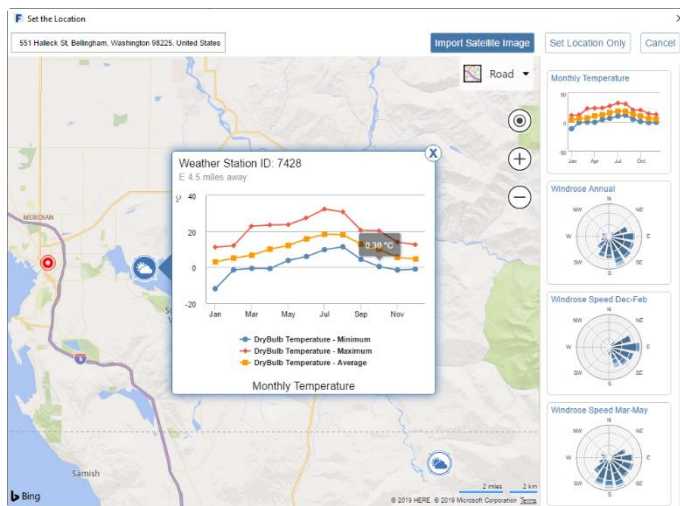 Set the Location
551 Halleck St, Bellingham, Washington 98225, United States
Import Satellite Image
Set Location Only
Cancel
Road
MERIDIAN
5
Samish
Bing
2 miles
2 km
© 2019 HERE, © 2019 Microsoft Corporation Terms
X
Weather Station ID: 7428
E 4.5 miles away
°C
40
20
0
-20
0.30 °C
Jan
Mar
May
Jul
Sep
Nov
DryBulb Temperature - Minimum
DryBulb Temperature - Maximum
DryBulb Temperature - Average
Monthly Temperature
Monthly Temperature
50
0
-50
Jan
Apr
Jul
Oct
Windrose Annual
N
NW
NE
W
E
SW
SE
S
Windrose Speed Dec-Feb
N
NW
NE
W
E
SW
SE
S
Windrose Speed Mar-May
N
NW
NE
W
E
SW
SE
S